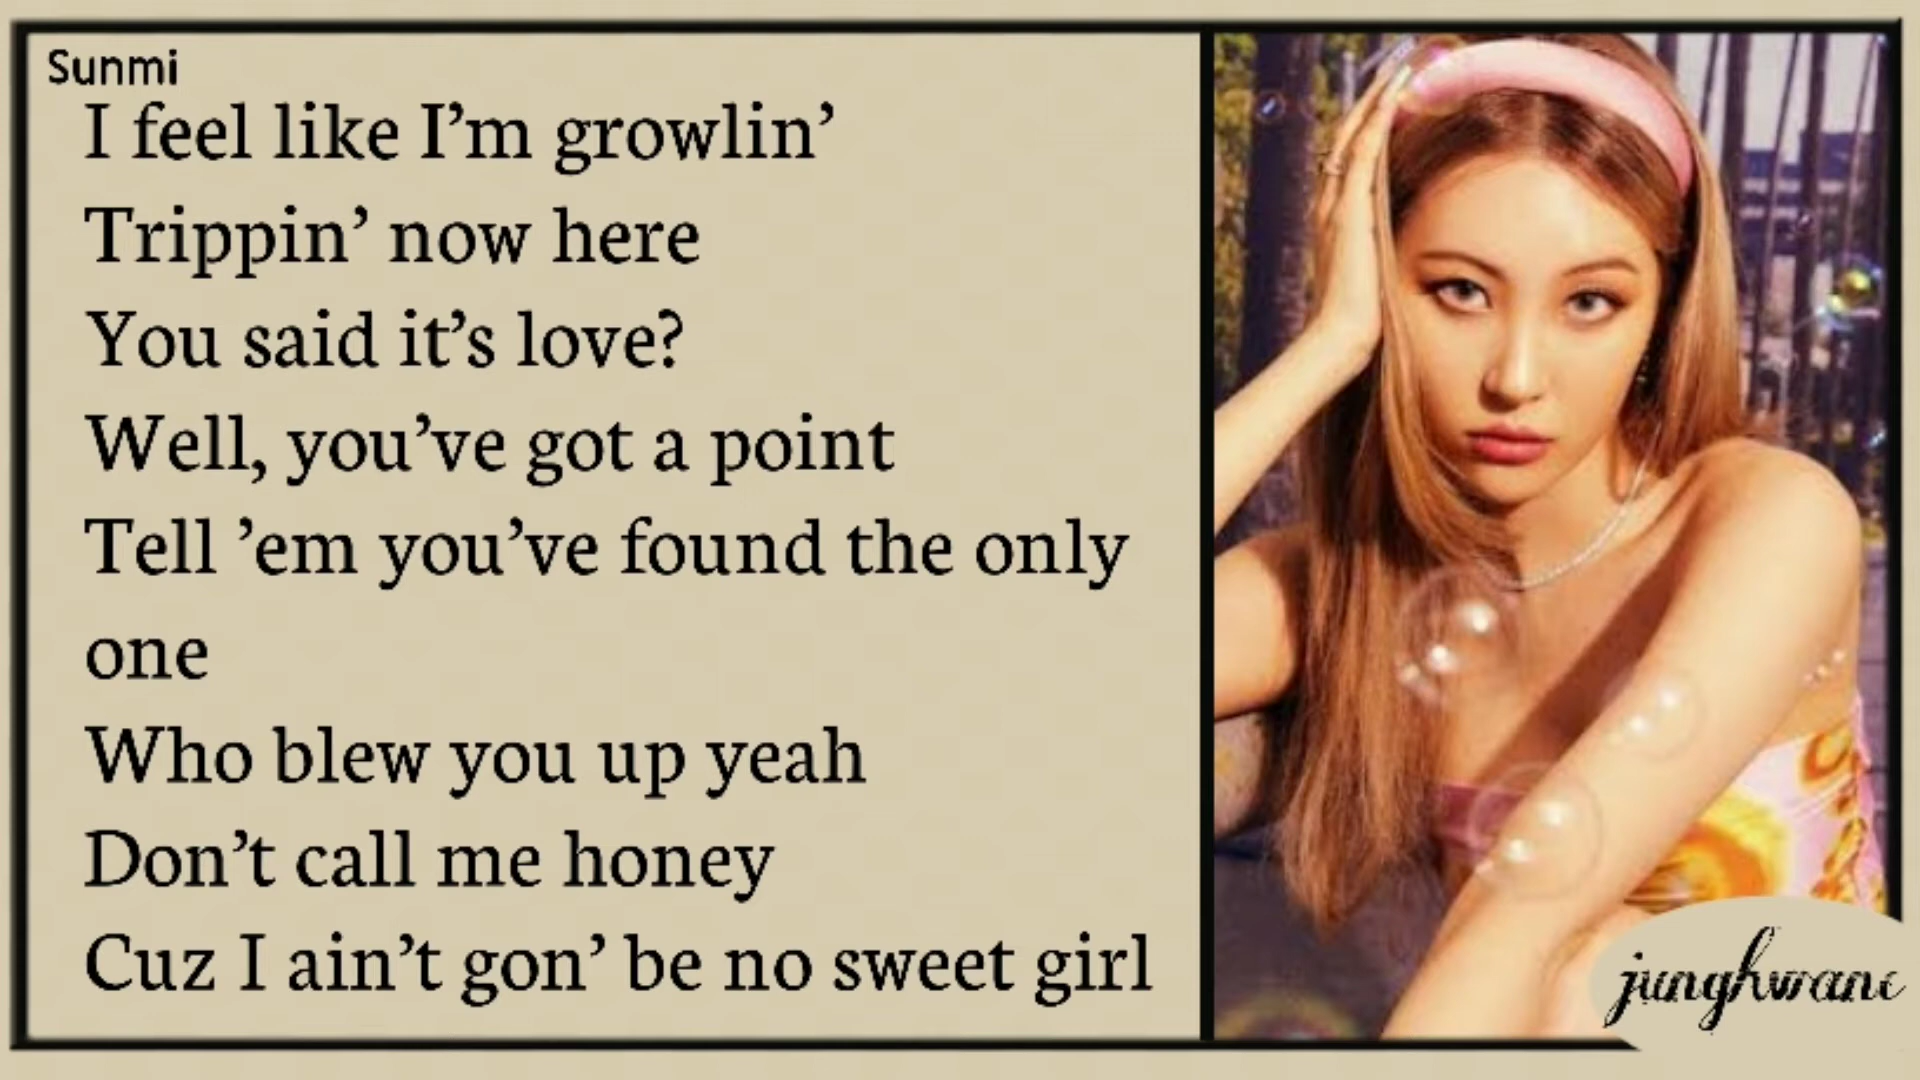 Sunmi
I feel like I’m growlin’
Trippin’ now here
You said it’s love?
Well, you’ve got a point
Tell ’em you’ve found the only
one
Who blew you up yeah
Don’t call me honey
Cuz I ain’t gon’ be no sweet girl
junghwanc